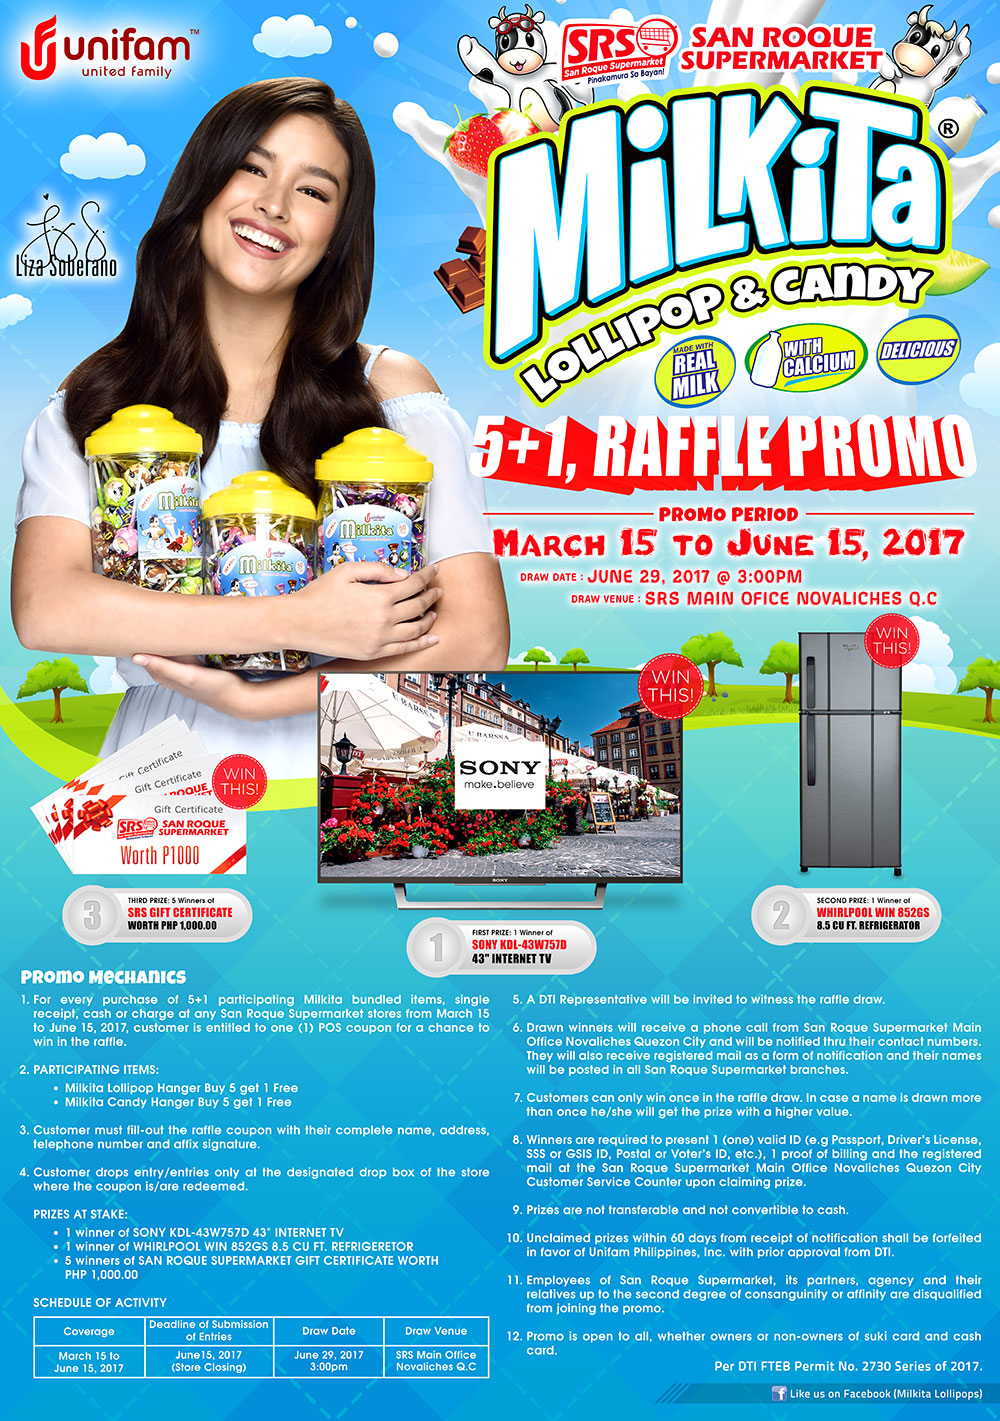 unifam™
united family
SRS
San Roque Supermarket
Pinakamura Sa Bayan!
SAN ROQUE
SUPERMARKET
Liza Soberano
MiLKiTa®
LOLLIPOP & CANDY
MADE WITH
REAL
MILK
WITH
CALCIUM
DELICIOUS
5+1, RAFFLE PROMO
PROMO PERIOD
MARCH 15 TO JUNE 15, 2017
DRAW DATE : JUNE 29, 2017 @ 3:00PM
DRAW VENUE : SRS MAIN OFICE NOVALICHES Q.C
unifam
Milkita
unifam
Milkita
unifam
Milkita
WIN
THIS!
WIN
THIS!
WIN
THIS!
Gift Certificate
Gift Certificate
Gift Certificate
SRS SAN ROQUE
SUPERMARKET
Worth P1000
SONY
make.believe
SONY
3
THIRD PRIZE: 5 Winners of
SRS GIFT CERTIFICATE
WORTH PHP 1,000.00
1
FIRST PRIZE: 1 Winner of
SONY KDL-43W757D
43" INTERNET TV
2
SECOND PRIZE: 1 Winner of
WHIRLPOOL WIN 852GS
8.5 CU FT. REFRIGERATOR
PROMO MECHANICS
1. For every purchase of 5+1 participating Milkita bundled items, single
receipt, cash or charge at any San Roque Supermarket stores from March 15
to June 15, 2017, customer is entitled to one (1) POS coupon for a chance to
win in the raffle.
2. PARTICIPATING ITEMS:
• Milkita Lollipop Hanger Buy 5 get 1 Free
• Milkita Candy Hanger Buy 5 get 1 Free
3. Customer must fill-out the raffle coupon with their complete name, address,
telephone number and affix signature.
4. Customer drops entry/entries only at the designated drop box of the store
where the coupon is/are redeemed.
PRIZES AT STAKE:
• 1 winner of SONY KDL-43W757D 43" INTERNET TV
• 1 winner of WHIRLPOOL WIN 852GS 8.5 CU FT. REFRIGERETOR
• 5 winners of SAN ROQUE SUPERMARKET GIFT CERTIFICATE WORTH
PHP 1,000.00
SCHEDULE OF ACTIVITY
Coverage
Deadline of Submission
of Entries
Draw Date
Draw Venue
March 15 to
June 15, 2017
June15, 2017
(Store Closing)
June 29, 2017
3:00pm
SRS Main Office
Novaliches Q.C
5. A DTI Representative will be invited to witness the raffle draw.
6. Drawn winners will receive a phone call from San Roque Supermarket Main
Office Novaliches Quezon City and will be notified thru their contact numbers.
They will also receive registered mail as a form of notification and their names
will be posted in all San Roque Supermarket branches.
7. Customers can only win once in the raffle draw. In case a name is drawn more
than once he/she will get the prize with a higher value.
8. Winners are required to present 1 (one) valid ID (e.g Passport, Driver's License,
SSS or GSIS ID, Postal or Voter's ID, etc.), 1 proof of billing and the registered
mail at the San Roque Supermarket Main Office Novaliches Quezon City
Customer Service Counter upon claiming prize.
9. Prizes are not transferable and not convertible to cash.
10. Unclaimed prizes within 60 days from receipt of notification shall be forfeited
in favor of Unifam Philippines, Inc. with prior approval from DTI.
11. Employees of San Roque Supermarket, its partners, agency and their
relatives up to the second degree of consanguinity or affinity are disqualified
from joining the promo.
12. Promo is open to all, whether owners or non-owners of suki card and cash
card.
Per DTI FTEB Permit No. 2730 Series of 2017.
Like us on Facebook (Milkita Lollipops)